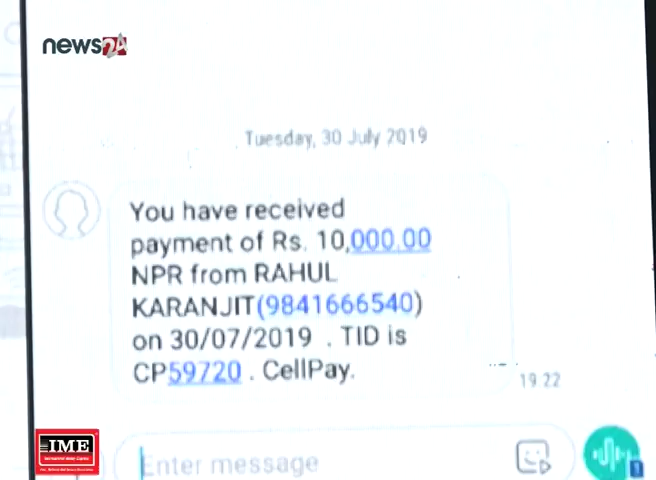 news24
Tuesday, 30 July 2019
You have received
payment of Rs. 10,000.00
NPR from RAHUL
KARANJIT(9841666540)
on 30/07/2019 . TID is
CP59720 . CellPay.
19:22
IME
Enter message